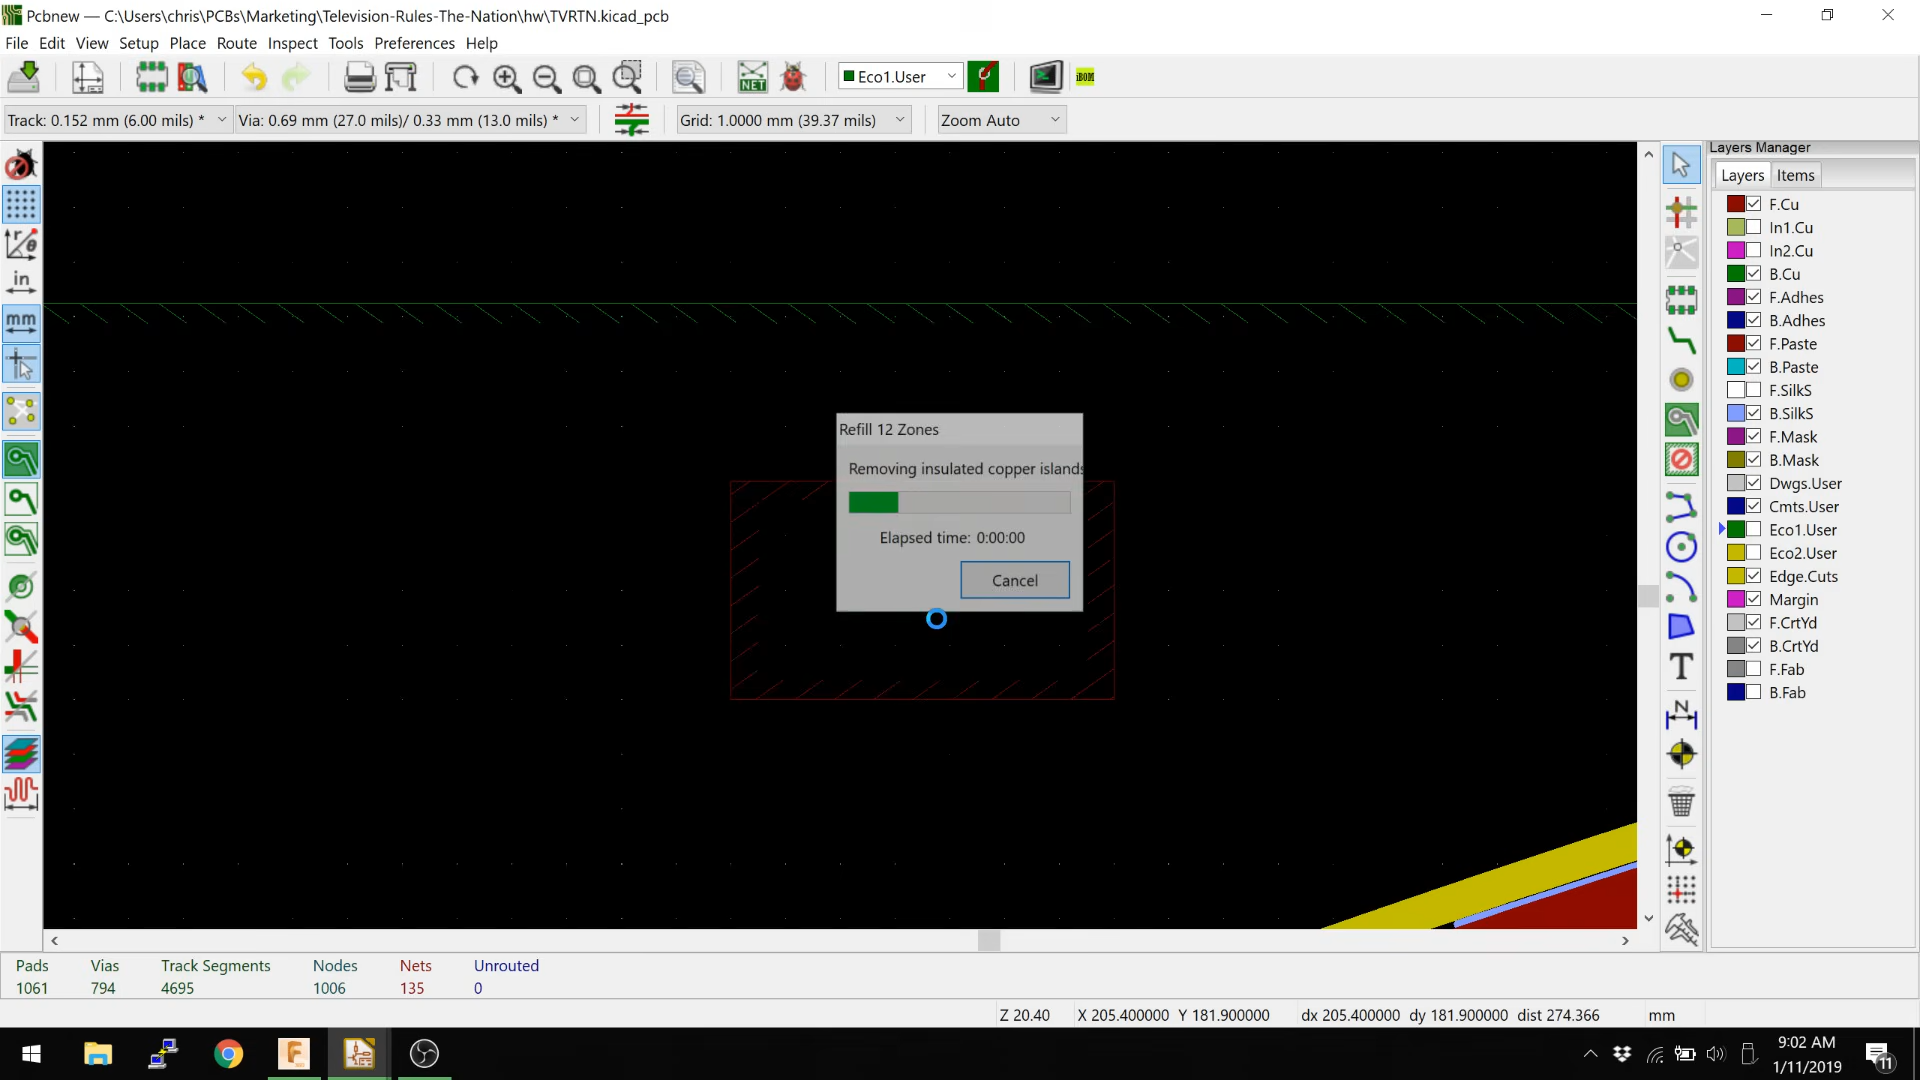 Pcbnew — C:\Users\chris\PCBs\Marketing\Television-Rules-The-Nation\hw\TVRTN.kicad_pcb
File Edit View Setup Place Route Inspect Tools Preferences Help
NET
Eco1.User
iBOM
Track: 0.152 mm (6.00 mils) *
Via: 0.69 mm (27.0 mils)/ 0.33 mm (13.0 mils) *
Grid: 1.0000 mm (39.37 mils)
Zoom Auto
in
mm
Refill 12 Zones
Removing insulated copper islands
Elapsed time: 0:00:00
Cancel
T
N
Layers Manager
Layers Items
F.Cu
In1.Cu
In2.Cu
B.Cu
F.Adhes
B.Adhes
F.Paste
B.Paste
F.SilkS
B.SilkS
F.Mask
B.Mask
Dwgs.User
Cmts.User
Eco1.User
Eco2.User
Edge.Cuts
Margin
F.CrtYd
B.CrtYd
F.Fab
B.Fab
Pads Vias Track Segments Nodes Nets Unrouted
1061 794 4695 1006 135 0
Z 20.40 X 205.400000 Y 181.900000 dx 205.400000 dy 181.900000 dist 274.366 mm
9:02 AM
1/11/2019
11